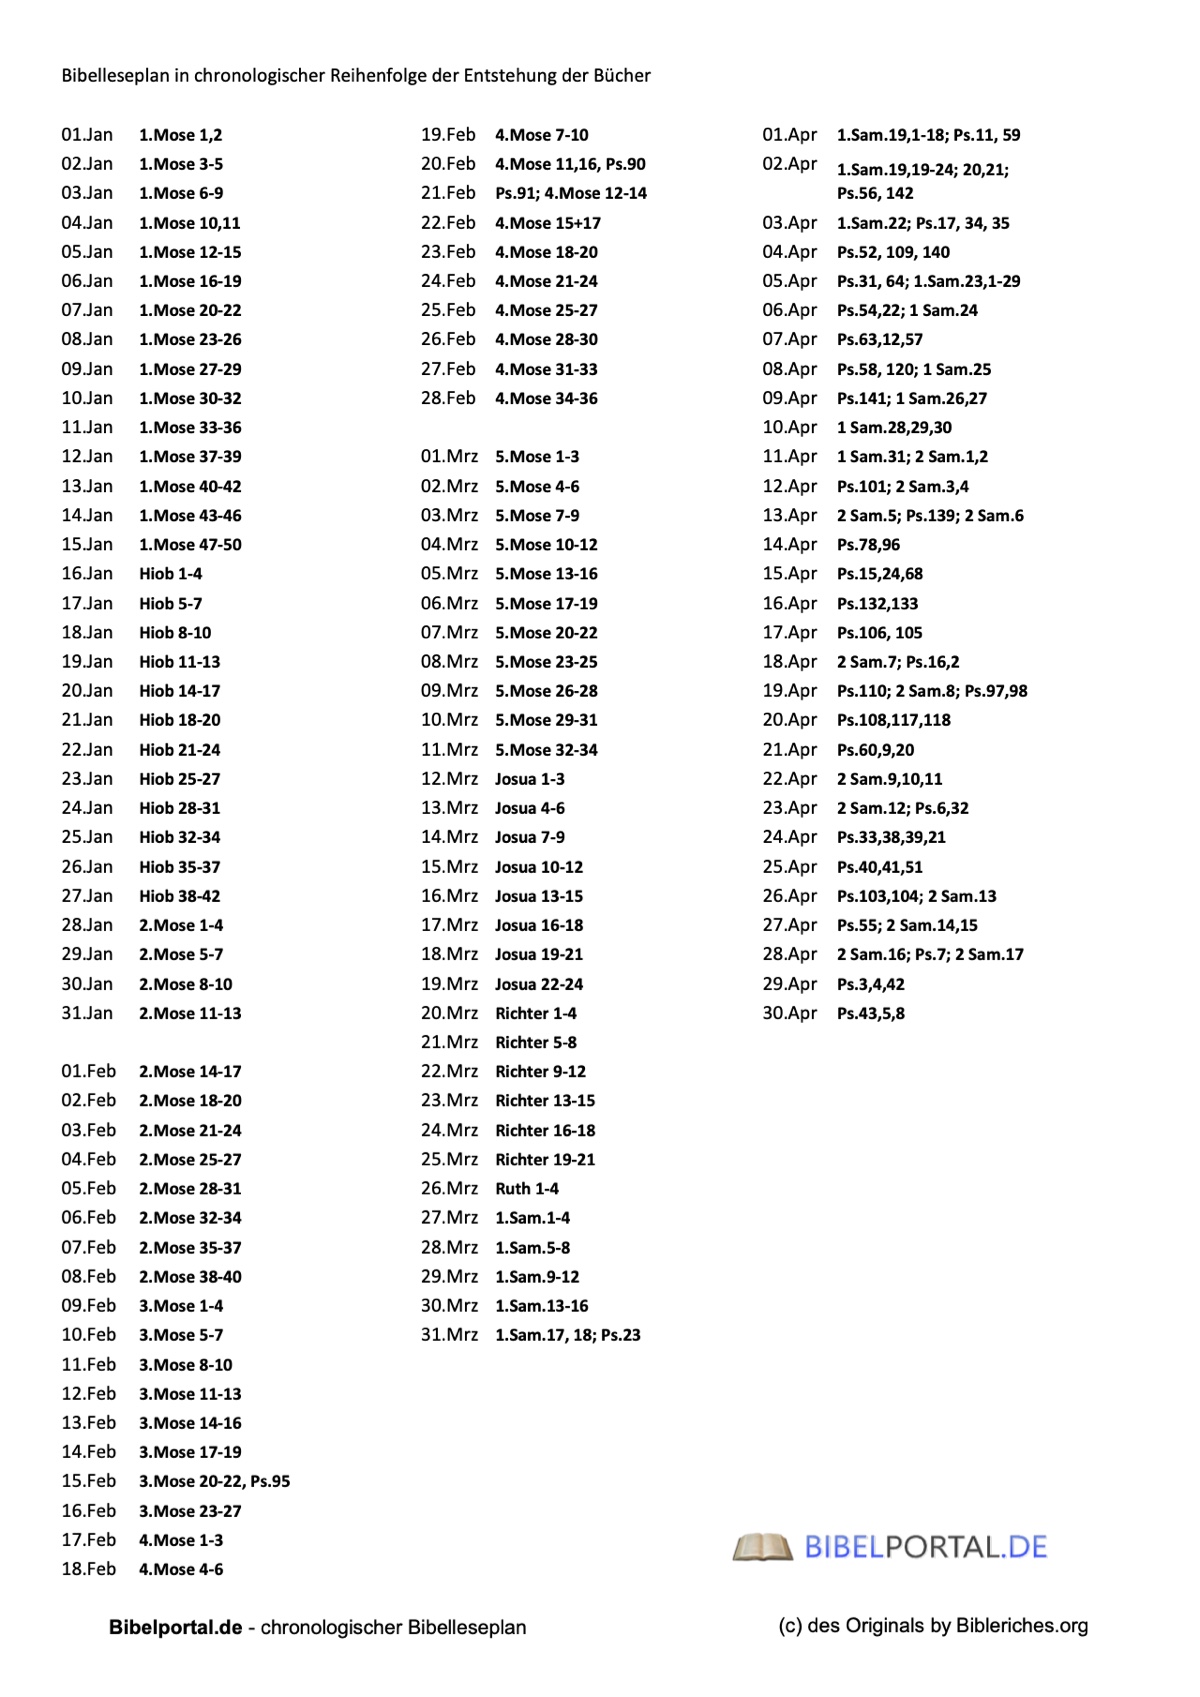 Bibelleseplan in chronologischer Reihenfolge der Entstehung der Bücher
01.Jan 1.Mose 1,2
02.Jan 1.Mose 3-5
03.Jan 1.Mose 6-9
04.Jan 1.Mose 10,11
05.Jan 1.Mose 12-15
06.Jan 1.Mose 16-19
07.Jan 1.Mose 20-22
08.Jan 1.Mose 23-26
09.Jan 1.Mose 27-29
10.Jan 1.Mose 30-32
11.Jan 1.Mose 33-36
12.Jan 1.Mose 37-39
13.Jan 1.Mose 40-42
14.Jan 1.Mose 43-46
15.Jan 1.Mose 47-50
16.Jan Hiob 1-4
17.Jan Hiob 5-7
18.Jan Hiob 8-10
19.Jan Hiob 11-13
20.Jan Hiob 14-17
21.Jan Hiob 18-20
22.Jan Hiob 21-24
23.Jan Hiob 25-27
24.Jan Hiob 28-31
25.Jan Hiob 32-34
26.Jan Hiob 35-37
27.Jan Hiob 38-42
28.Jan 2.Mose 1-4
29.Jan 2.Mose 5-7
30.Jan 2.Mose 8-10
31.Jan 2.Mose 11-13
01.Feb 2.Mose 14-17
02.Feb 2.Mose 18-20
03.Feb 2.Mose 21-24
04.Feb 2.Mose 25-27
05.Feb 2.Mose 28-31
06.Feb 2.Mose 32-34
07.Feb 2.Mose 35-37
08.Feb 2.Mose 38-40
09.Feb 3.Mose 1-4
10.Feb 3.Mose 5-7
11.Feb 3.Mose 8-10
12.Feb 3.Mose 11-13
13.Feb 3.Mose 14-16
14.Feb 3.Mose 17-19
15.Feb 3.Mose 20-22, Ps.95
16.Feb 3.Mose 23-27
17.Feb 4.Mose 1-3
18.Feb 4.Mose 4-6
19.Feb 4.Mose 7-10
20.Feb 4.Mose 11,16, Ps.90
21.Feb Ps.91; 4.Mose 12-14
22.Feb 4.Mose 15+17
23.Feb 4.Mose 18-20
24.Feb 4.Mose 21-24
25.Feb 4.Mose 25-27
26.Feb 4.Mose 28-30
27.Feb 4.Mose 31-33
28.Feb 4.Mose 34-36
01.Mrz 5.Mose 1-3
02.Mrz 5.Mose 4-6
03.Mrz 5.Mose 7-9
04.Mrz 5.Mose 10-12
05.Mrz 5.Mose 13-16
06.Mrz 5.Mose 17-19
07.Mrz 5.Mose 20-22
08.Mrz 5.Mose 23-25
09.Mrz 5.Mose 26-28
10.Mrz 5.Mose 29-31
11.Mrz 5.Mose 32-34
12.Mrz Josua 1-3
13.Mrz Josua 4-6
14.Mrz Josua 7-9
15.Mrz Josua 10-12
16.Mrz Josua 13-15
17.Mrz Josua 16-18
18.Mrz Josua 19-21
19.Mrz Josua 22-24
20.Mrz Richter 1-4
21.Mrz Richter 5-8
22.Mrz Richter 9-12
23.Mrz Richter 13-15
24.Mrz Richter 16-18
25.Mrz Richter 19-21
26.Mrz Ruth 1-4
27.Mrz 1.Sam.1-4
28.Mrz 1.Sam.5-8
29.Mrz 1.Sam.9-12
30.Mrz 1.Sam.13-16
31.Mrz 1.Sam.17, 18; Ps.23
01.Apr 1.Sam.19,1-18; Ps.11, 59
02.Apr 1.Sam.19,19-24; 20,21;
Ps.56, 142
03.Apr 1.Sam.22; Ps.17, 34, 35
04.Apr Ps.52, 109, 140
05.Apr Ps.31, 64; 1.Sam.23,1-29
06.Apr Ps.54,22; 1 Sam.24
07.Apr Ps.63,12,57
08.Apr Ps.58, 120; 1 Sam.25
09.Apr Ps.141; 1 Sam.26,27
10.Apr 1 Sam.28,29,30
11.Apr 1 Sam.31; 2 Sam.1,2
12.Apr Ps.101; 2 Sam.3,4
13.Apr 2 Sam.5; Ps.139; 2 Sam.6
14.Apr Ps.78,96
15.Apr Ps.15,24,68
16.Apr Ps.132,133
17.Apr Ps.106, 105
18.Apr 2 Sam.7; Ps.16,2
19.Apr Ps.110; 2 Sam.8; Ps.97,98
20.Apr Ps.108,117,118
21.Apr Ps.60,9,20
22.Apr 2 Sam.9,10,11
23.Apr 2 Sam.12; Ps.6,32
24.Apr Ps.33,38,39,21
25.Apr Ps.40,41,51
26.Apr Ps.103,104; 2 Sam.13
27.Apr Ps.55; 2 Sam.14,15
28.Apr 2 Sam.16; Ps.7; 2 Sam.17
29.Apr Ps.3,4,42
30.Apr Ps.43,5,8
BIBELPORTAL.DE
Bibelportal.de - chronologischer Bibelleseplan
(c) des Originals by Bibleriches.org